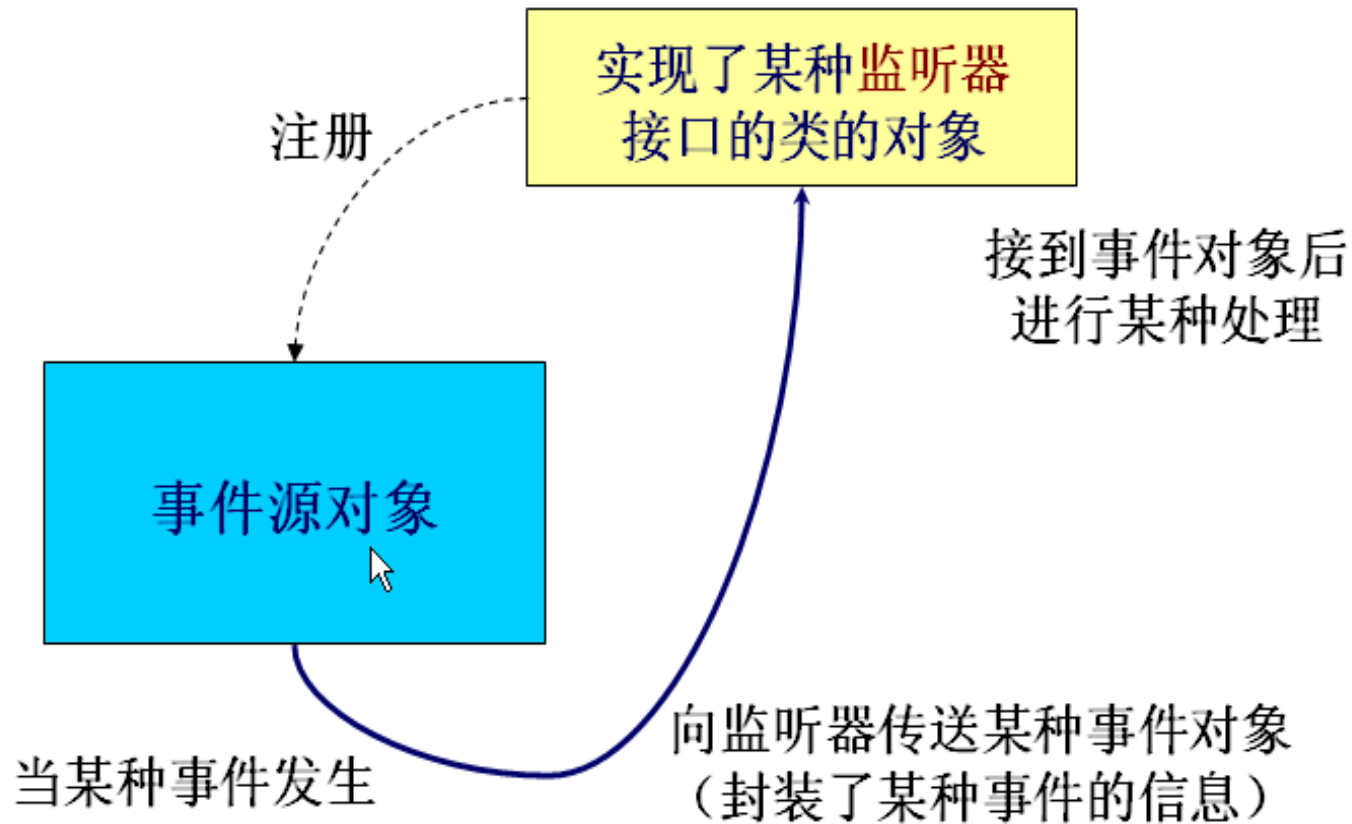 实现了某种监听器
接口的类的对象
注册
接到事件对象后
进行某种处理
事件源对象
当某种事件发生
向监听器传送某种事件对象
（封装了某种事件的信息）